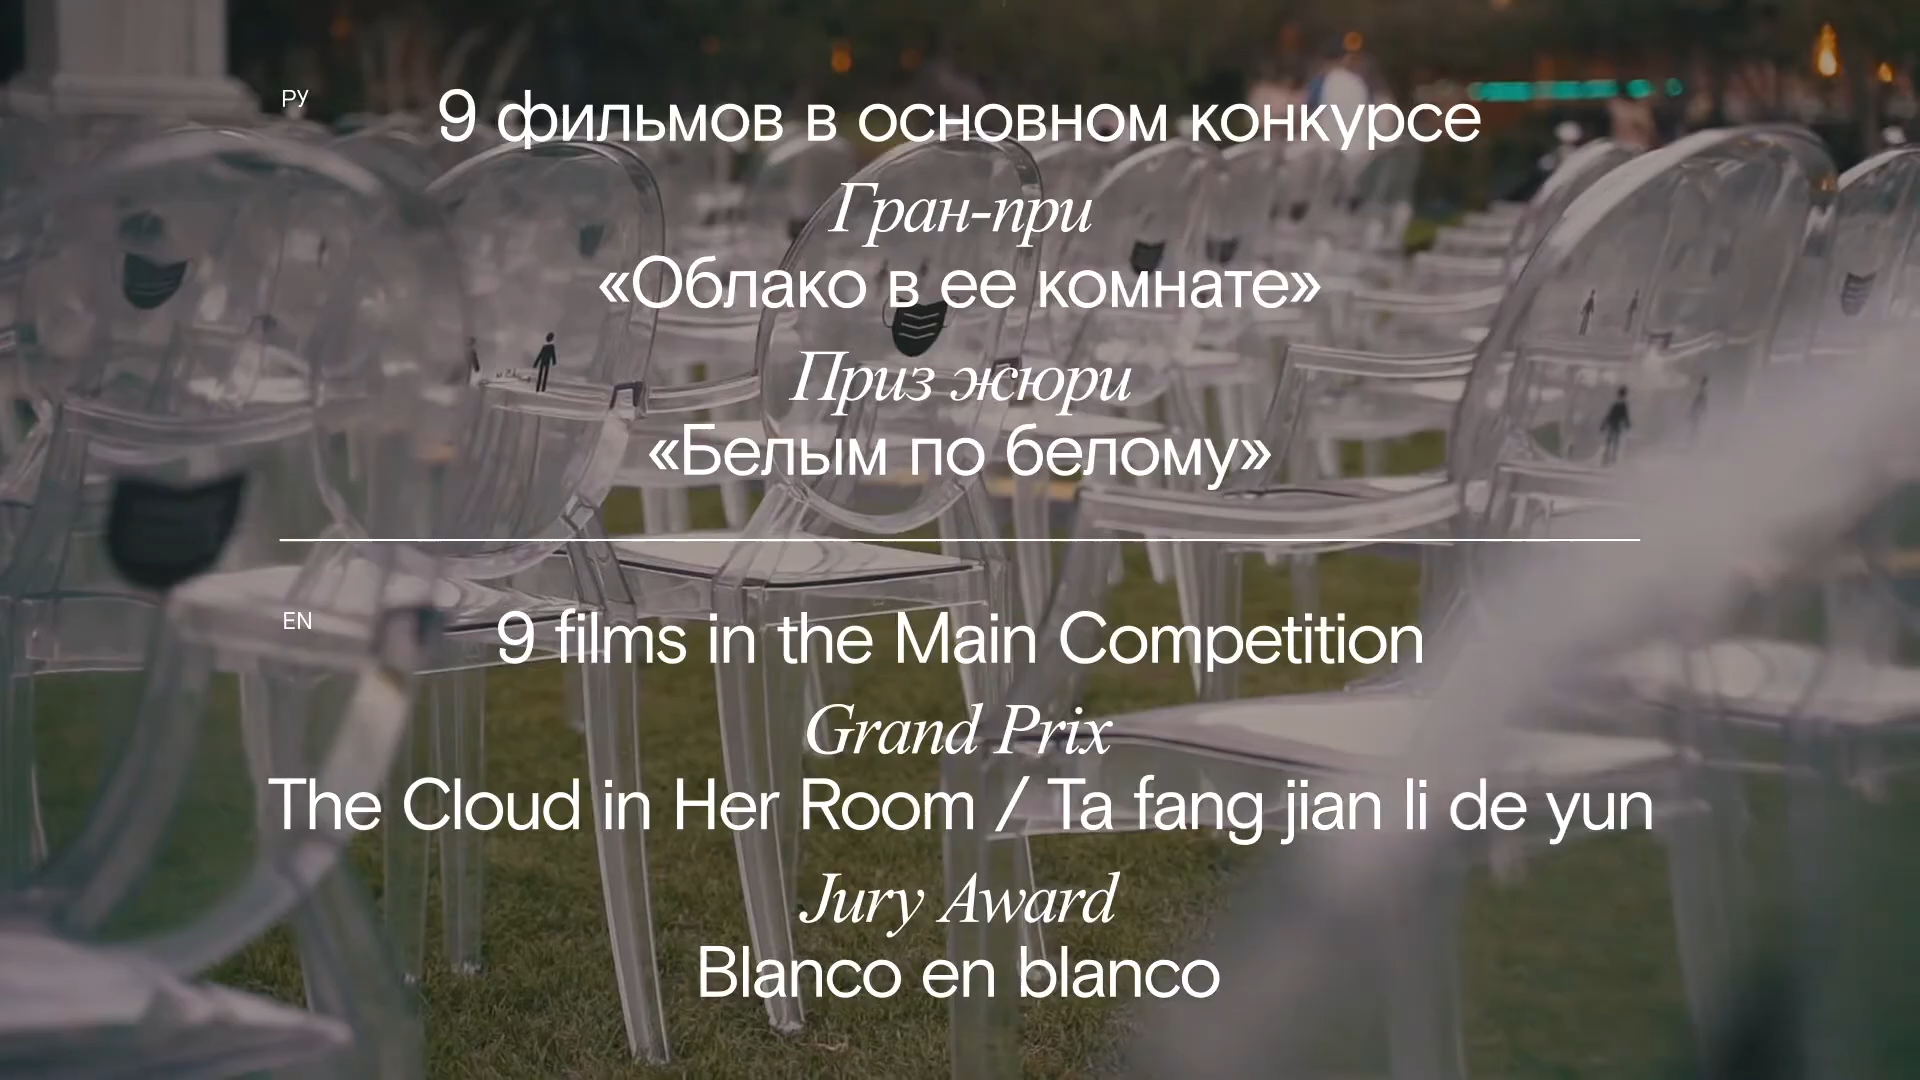 РУ
9 фильмов в основном конкурсе
Гран-при
«Облако в ее комнате»
Приз жюри
«Белым по белому»
EN
9 films in the Main Competition
Grand Prix
The Cloud in Her Room / Ta fang jian li de yun
Jury Award
Blanco en blanco